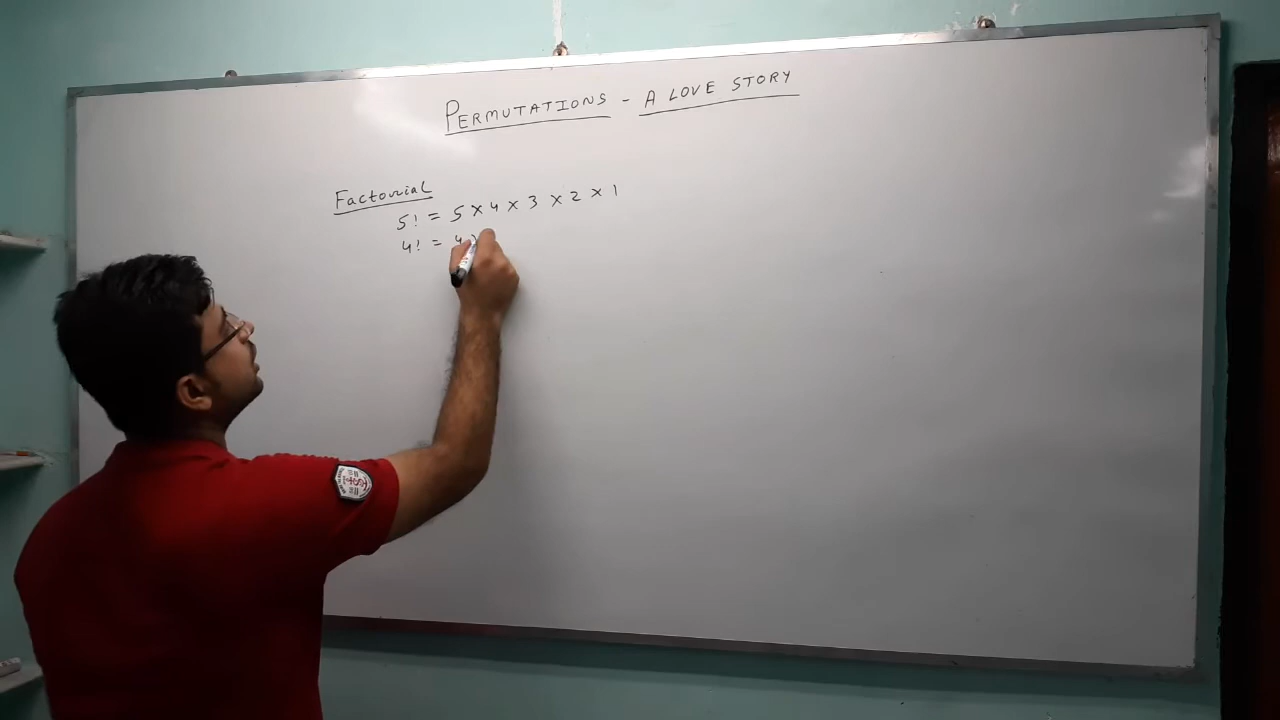 PERMUTATIONS - A LOVE STORY
Factorial
5! = 5 × 4 × 3 × 2 × 1
4! = 4